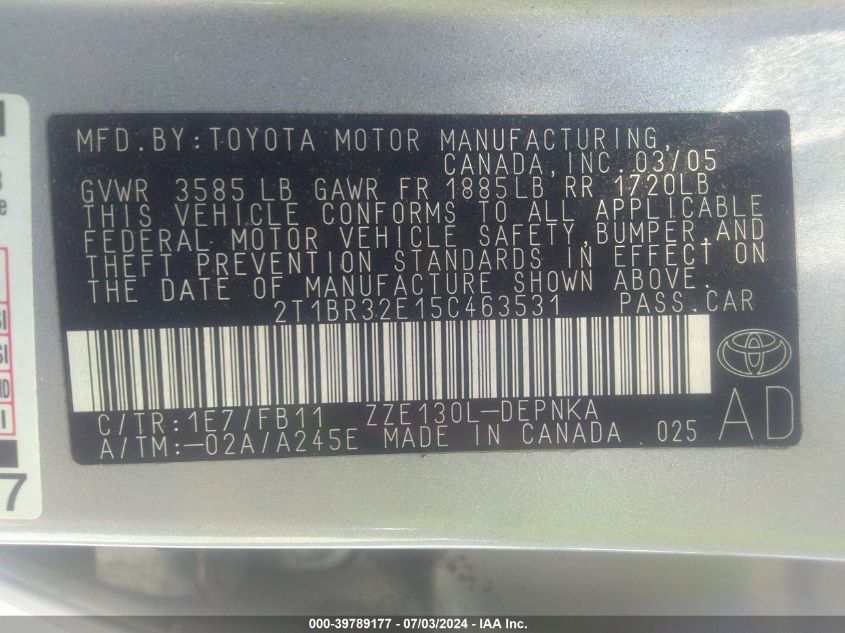 MFD.BY:TOYOTA MOTOR MANUFACTURING,
CANADA,INC.03/05
GVWR 3585LB GAWR FR 1885LB RR 1720LB
THIS VEHICLE CONFORMS TO ALL APPLICABLE
FEDERAL MOTOR VEHICLE SAFETY,BUMPER,AND
THEFT PREVENTION STANDARDS IN EFFECT ON
THE DATE OF MANUFACTURE SHOWN ABOVE.
2T1BR32E15C463531 PASS.CAR
C/TR:1E7/FB11 ZZE130L-DEPNKA
A/TM:-02A/A245E MADE IN CANADA 025
AD
7
000-39789177 - 07/03/2024 - IAA Inc.